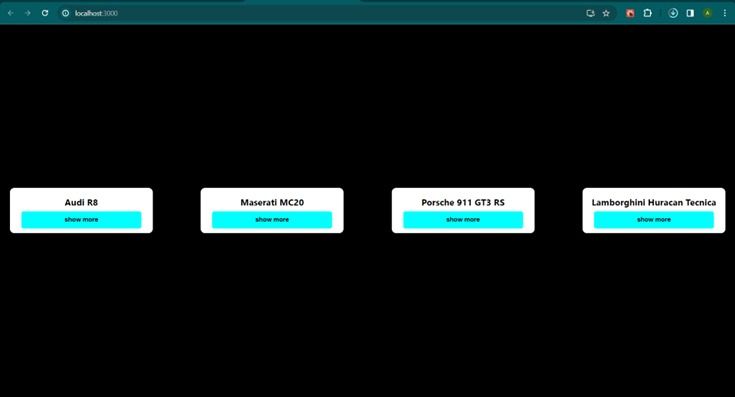 localhost:3000
A
Audi R8
show more
Maserati MC20
show more
Porsche 911 GT3 RS
show more
Lamborghini Huracan Tecnica
show more